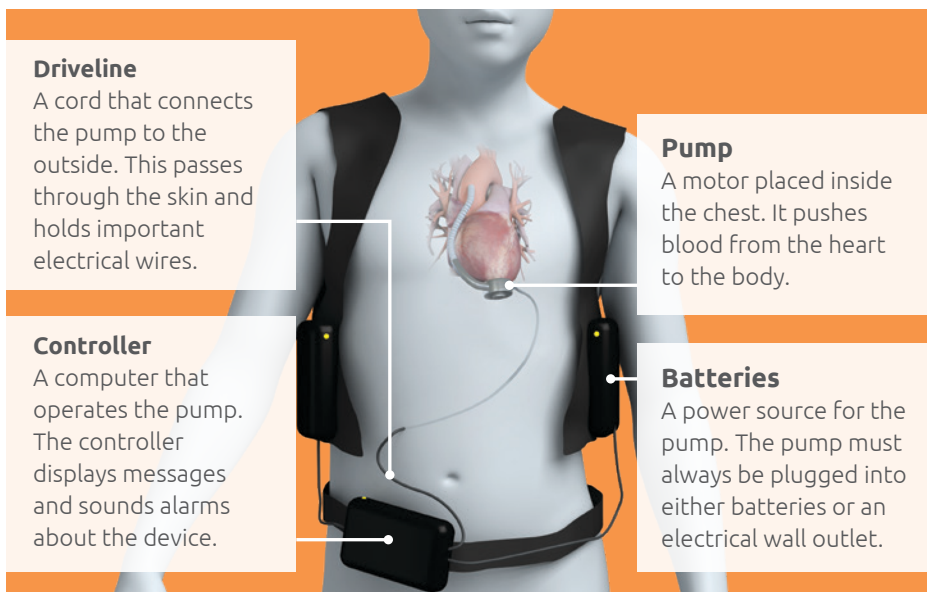 Driveline
A cord that connects
the pump to the
outside. This passes
through the skin and
holds important
electrical wires.
Controller
A computer that
operates the pump.
The controller
displays messages
and sounds alarms
about the device.
Pump
A motor placed inside
the chest. It pushes
blood from the heart
to the body.
Batteries
A power source for the
pump. The pump must
always be plugged into
either batteries or an
electrical wall outlet.